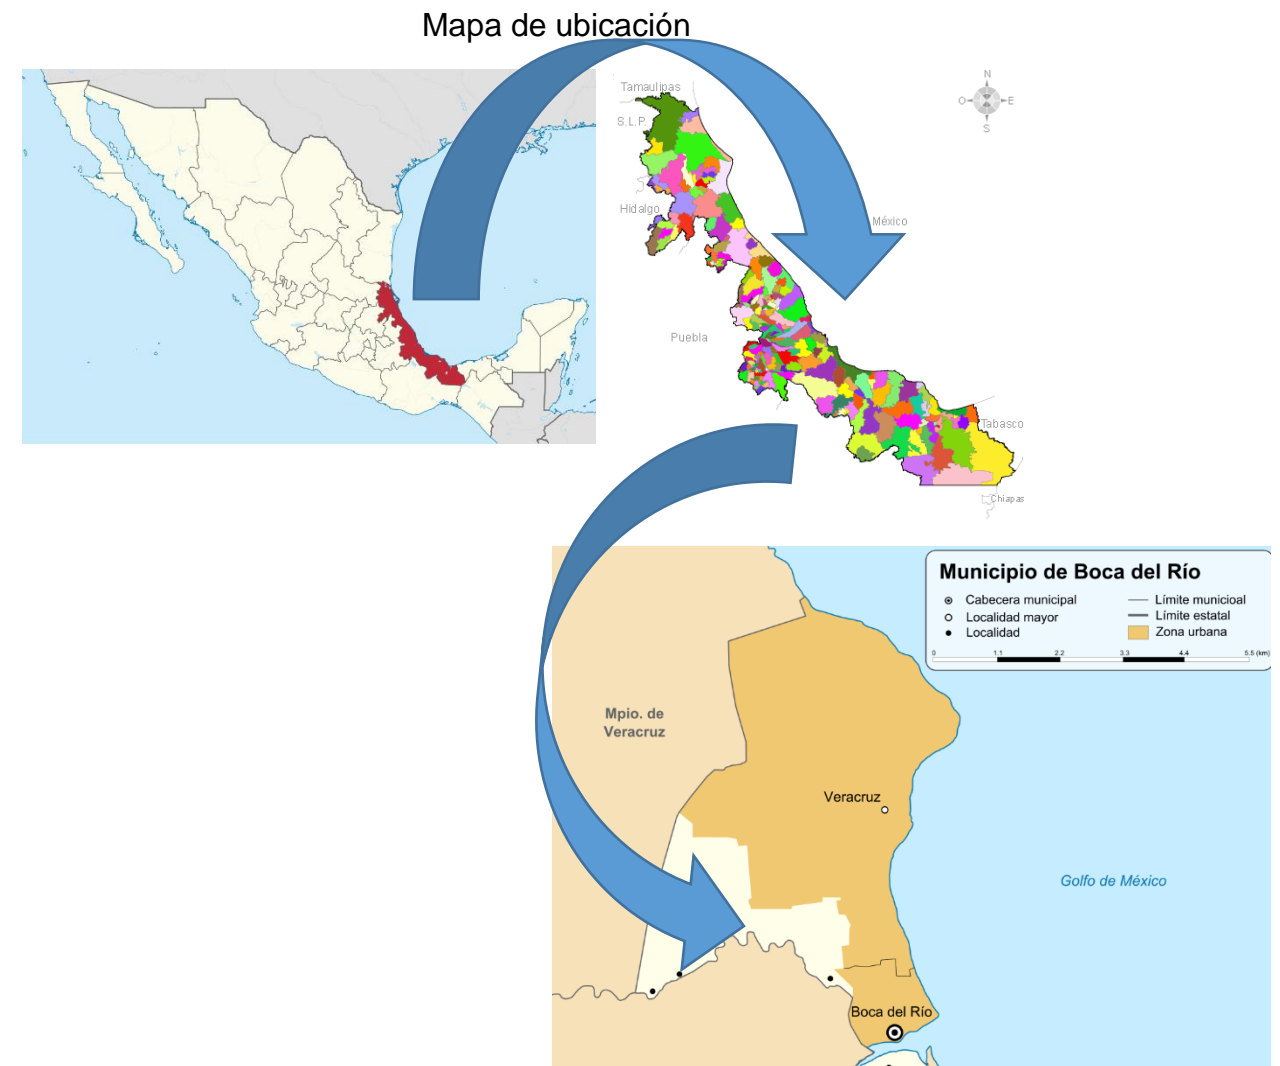 Mapa de ubicación
N
O
E
S
Tamaulipas
S.L.P
Hidalgo
México
Puebla
Tabasco
Chiapas
Municipio de Boca del Río
Cabecera municipal
Localidad mayor
Localidad
Límite municioal
Límite estatal
Zona urbana
0 1.1 2.2 3.3 4.4 5.5 (km)
Mpio. de
Veracruz
Veracruz
Golfo de México
Boca del Río